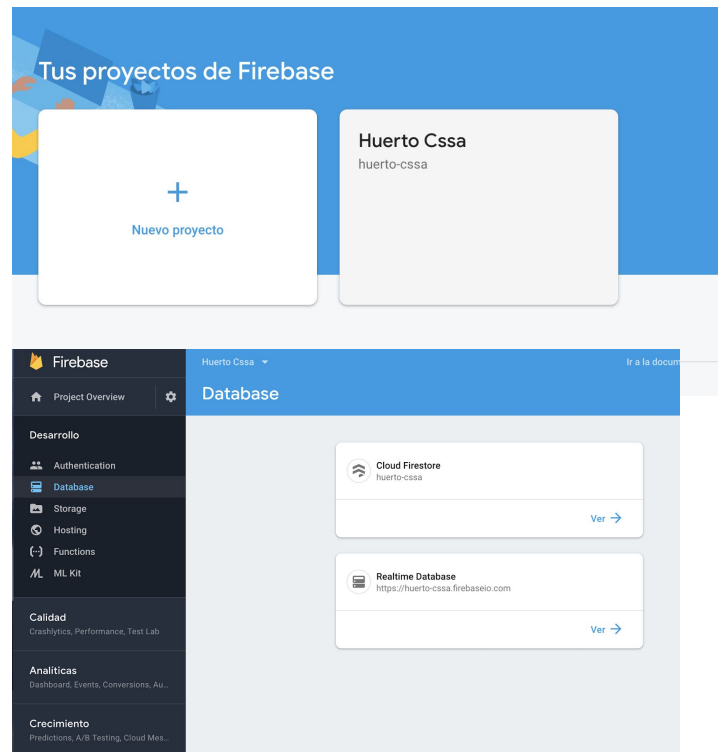 Tus proyectos de Firebase
Nuevo proyecto
Huerto Cssa
huerto-cssa
Firebase
Project Overview
Desarrollo
Authentication
Database
Storage
Hosting
Functions
ML Kit
Calidad
Crashlytics, Performance, Test Lab
Analíticas
Dashboard, Events, Conversions, Au...
Crecimiento
Predictions, A/B Testing, Cloud Mes...
Huerto Cssa
Ir a la docum
Database
Cloud Firestore
huerto-cssa
Ver
Realtime Database
https://huerto-cssa.firebaseio.com
Ver